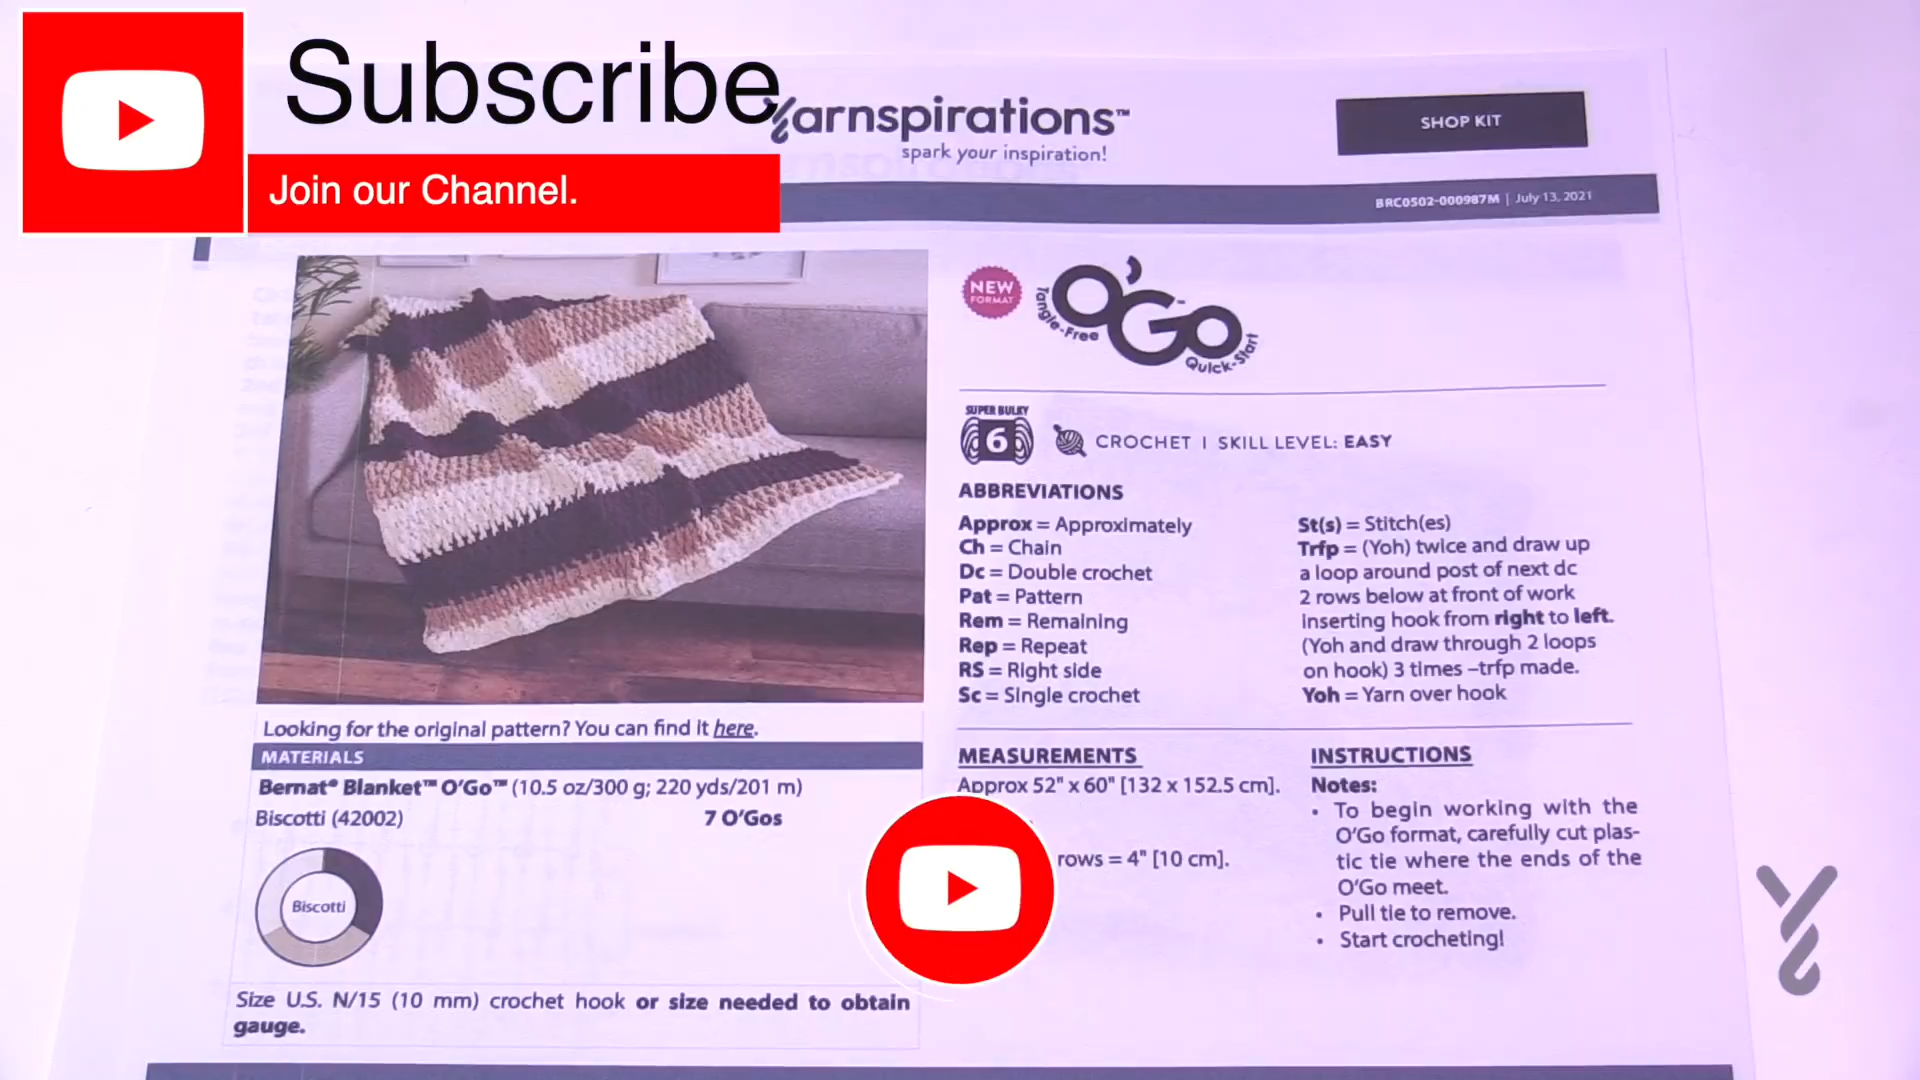 Subscribe
Join our Channel.
Yarnspirations™
spark your inspiration!
SHOP KIT
BRC0502-000987M | July 13, 2021
NEW
FORMAT
O'Go
Tangle-Free
Quick-Start
SUPER BULKY
6
CROCHET I SKILL LEVEL: EASY
ABBREVIATIONS
Approx = Approximately
Ch = Chain
Dc = Double crochet
Pat = Pattern
Rem = Remaining
Rep = Repeat
RS = Right side
Sc = Single crochet
St(s) = Stitch(es)
Trfp = (Yoh) twice and draw up
a loop around post of next dc
2 rows below at front of work
inserting hook from right to left.
(Yoh and draw through 2 loops
on hook) 3 times –trfp made.
Yoh = Yarn over hook
Looking for the original pattern? You can find it here.
MATERIALS
Bernat® Blanket™ O'Go™ (10.5 oz/300 g; 220 yds/201 m)
Biscotti (42002) 7 O'Gos
Biscotti
Size U.S. N/15 (10 mm) crochet hook or size needed to obtain
gauge.
MEASUREMENTS
Approx 52" x 60" [132 x 152.5 cm].
rows = 4" [10 cm].
INSTRUCTIONS
Notes:
• To begin working with the
O'Go format, carefully cut plas-
tic tie where the ends of the
O'Go meet.
• Pull tie to remove.
• Start crocheting!